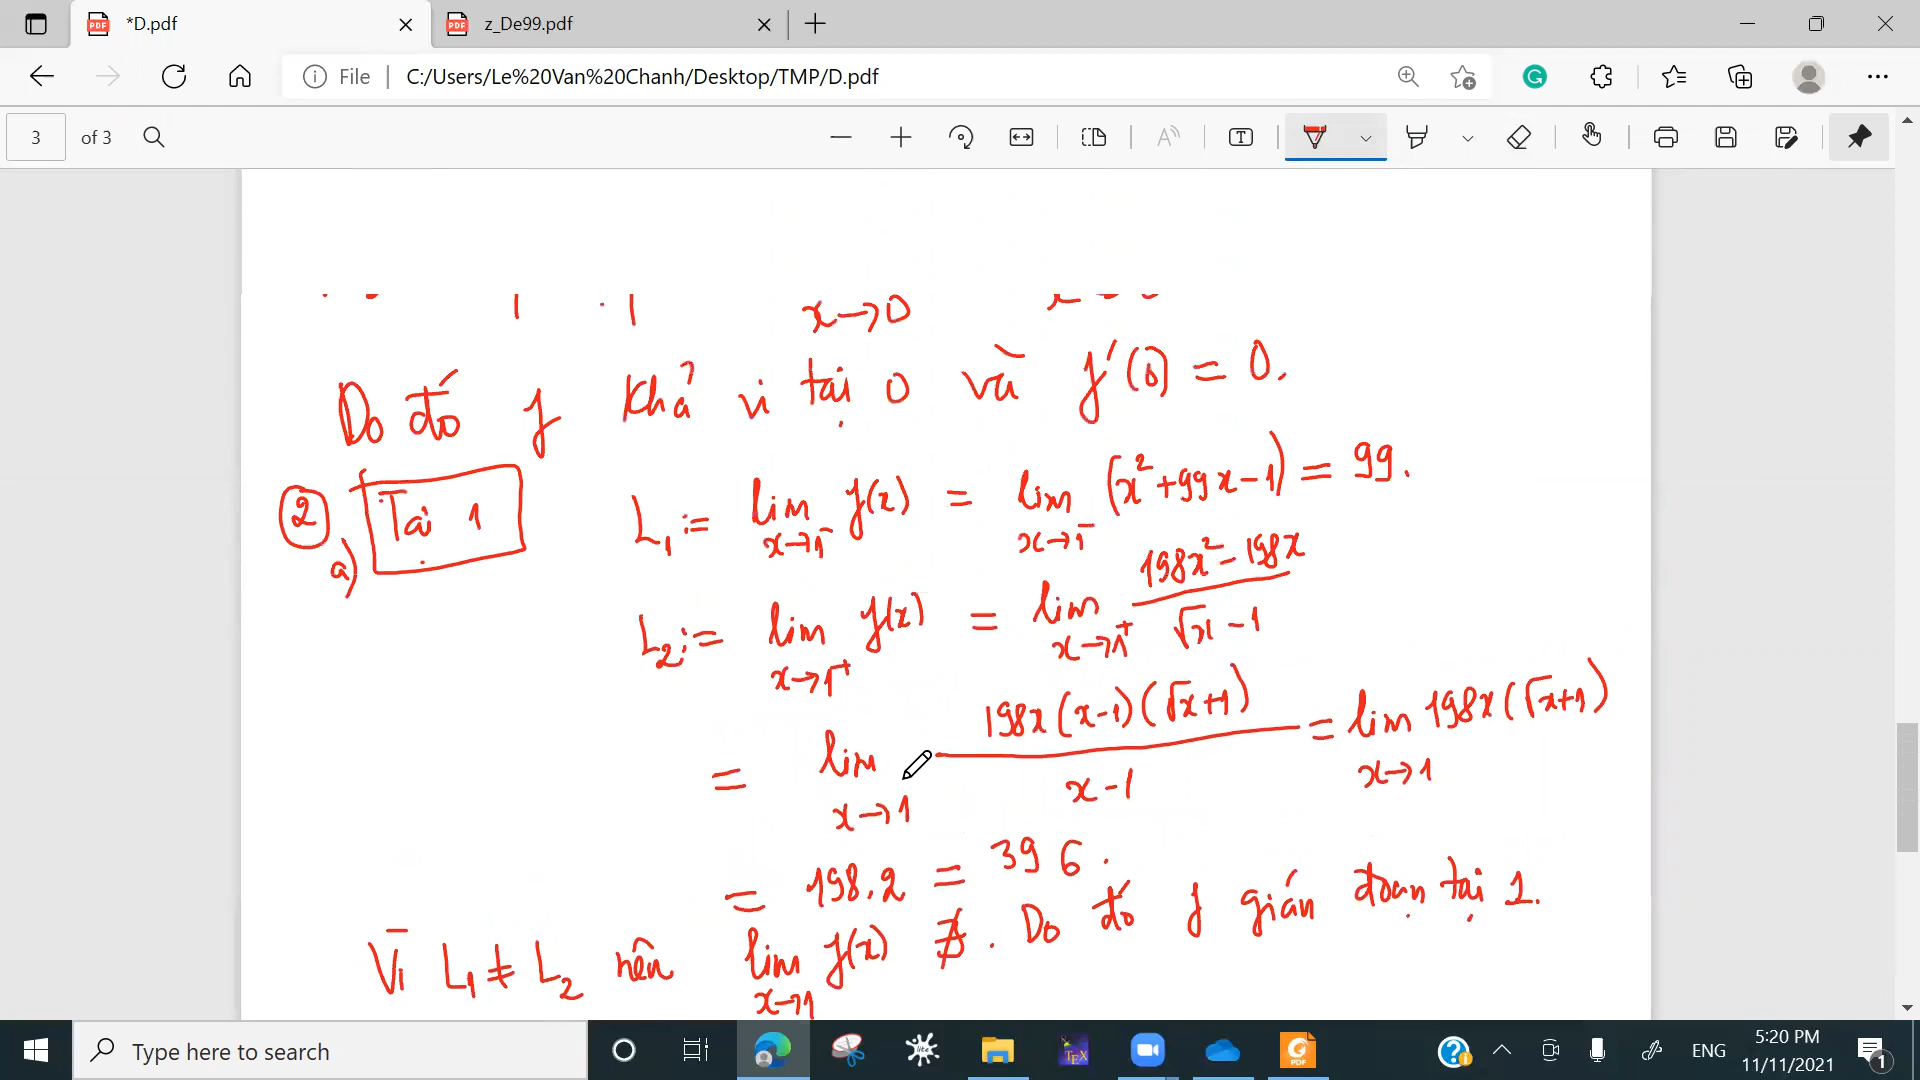 *D.pdf
z_De99.pdf
File
C:/Users/Le%20Van%20Chanh/Desktop/TMP/D.pdf
3 of 3
x→0
Do đó f khả vi tại 0 và f'(0) = 0.
② Tại 1 L₁ := lim f(x) = lim (x²+99x−1) = 99.
x→1⁻ x→1⁻
a)
L₂ := lim f(x) = lim (198x² − 198x)/(√x − 1)
x→1⁺ x→1⁺
= lim 198x(x−1)(√x+1)/(x−1) = lim 198x(√x+1)
x→1 x→1
= 198.2 = 396.
Vì L₁ ≠ L₂ nên lim f(x) ∄. Do đó f gián đoạn tại 1.
x→1
Type here to search
ENG
5:20 PM
11/11/2021
1